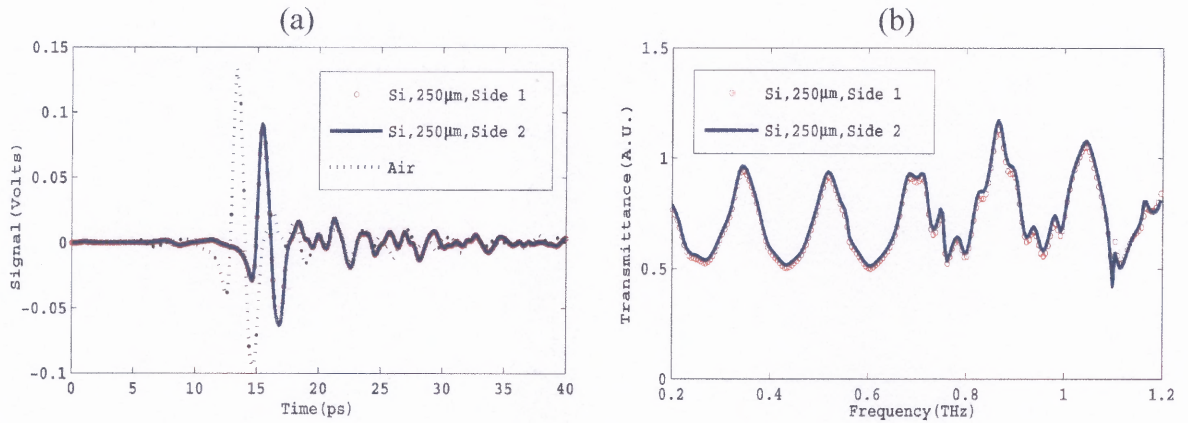 (a)
0.15
0.1
0.05
0
-0.05
-0.1
Signal(Volts)
Si,250μm,Side 1
Si,250μm,Side 2
Air
0 5 10 15 20 25 30 35 40
Time(ps)
(b)
1.5
1
0.5
0
Transmittance(A.U.)
Si,250μm,Side 1
Si,250μm,Side 2
0.2 0.4 0.6 0.8 1 1.2
Frequency(THz)